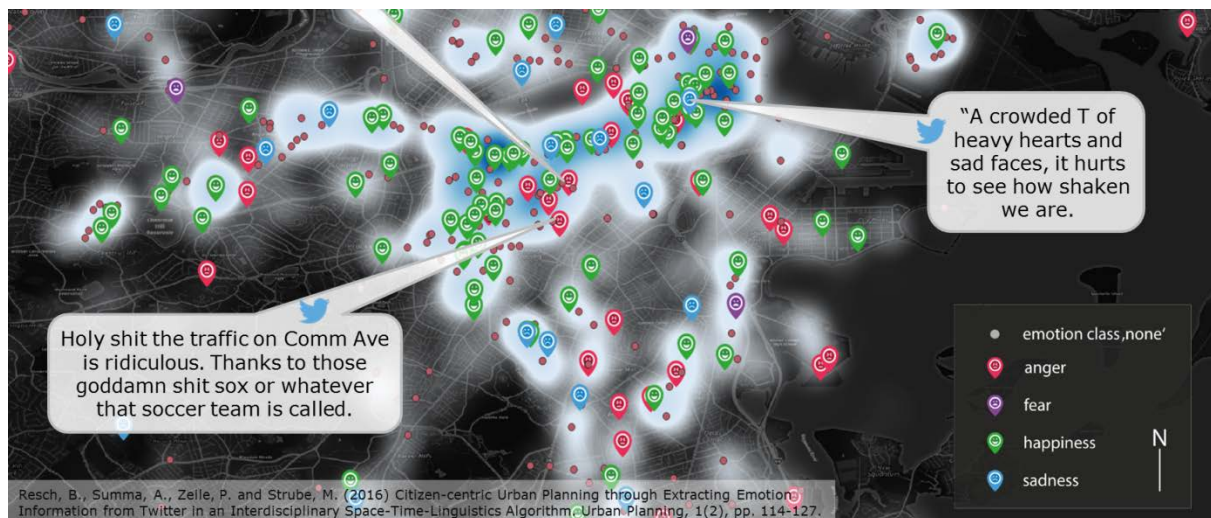 “A crowded T of
heavy hearts and
sad faces, it hurts
to see how shaken
we are.
Holy shit the traffic on Comm Ave
is ridiculous. Thanks to those
goddamn shit sox or whatever
that soccer team is called.
emotion class ‚none‘
anger
fear
happiness
sadness
N
Resch, B., Summa, A., Zeile, P. and Strube, M. (2016) Citizen-centric Urban Planning through Extracting Emotion
Information from Twitter in an Interdisciplinary Space-Time-Linguistics Algorithm. Urban Planning, 1(2), pp. 114-127.